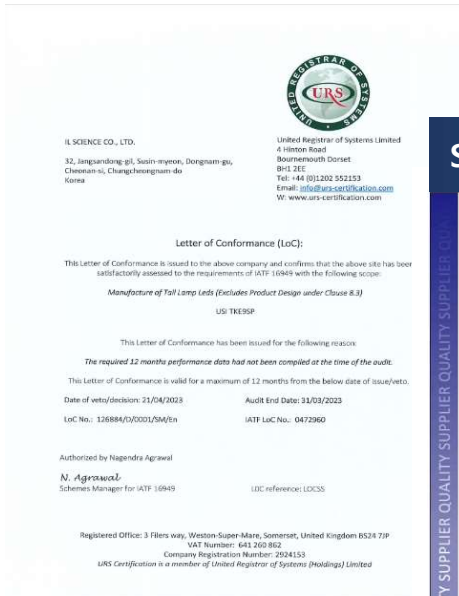 UNITED REGISTRAR OF SYSTEMS
URS
IL SCIENCE CO., LTD.
32, Jangsandong-gil, Susin-myeon, Dongnam-gu,
Cheonan-si, Chungcheongnam-do
Korea
United Registrar of Systems Limited
4 Hinton Road
Bournemouth Dorset
BH1 2EE
Tel: +44 (0)1202 552153
Email: info@urs-certification.com
W: www.urs-certification.com
Letter of Conformance (LoC):
This Letter of Conformance is issued to the above company and confirms that the above site has been
satisfactorily assessed to the requirements of IATF 16949 with the following scope:
Manufacture of Tail Lamp Leds (Excludes Product Design under Clause 8.3)
USI TKE9SP
This Letter of Conformance has been issued for the following reason:
The required 12 months performance data had not been compiled at the time of the audit.
This Letter of Conformance is valid for a maximum of 12 months from the below date of issue/veto.
Date of veto/decision: 21/04/2023
Audit End Date: 31/03/2023
LoC No.: 126884/D/0001/SM/En
IATF LoC No.: 0472960
Authorized by Nagendra Agrawal
N. Agrawal
Schemes Manager for IATF 16949
LOC reference: LOCSS
Registered Office: 3 Filers way, Weston-Super-Mare, Somerset, United Kingdom BS24 7JP
VAT Number: 641 260 862
Company Registration Number: 2924153
URS Certification is a member of United Registrar of Systems (Holdings) Limited
S
Y SUPPLIER QUALITY SUPPLIER QUALITY SUPPLIER QUA